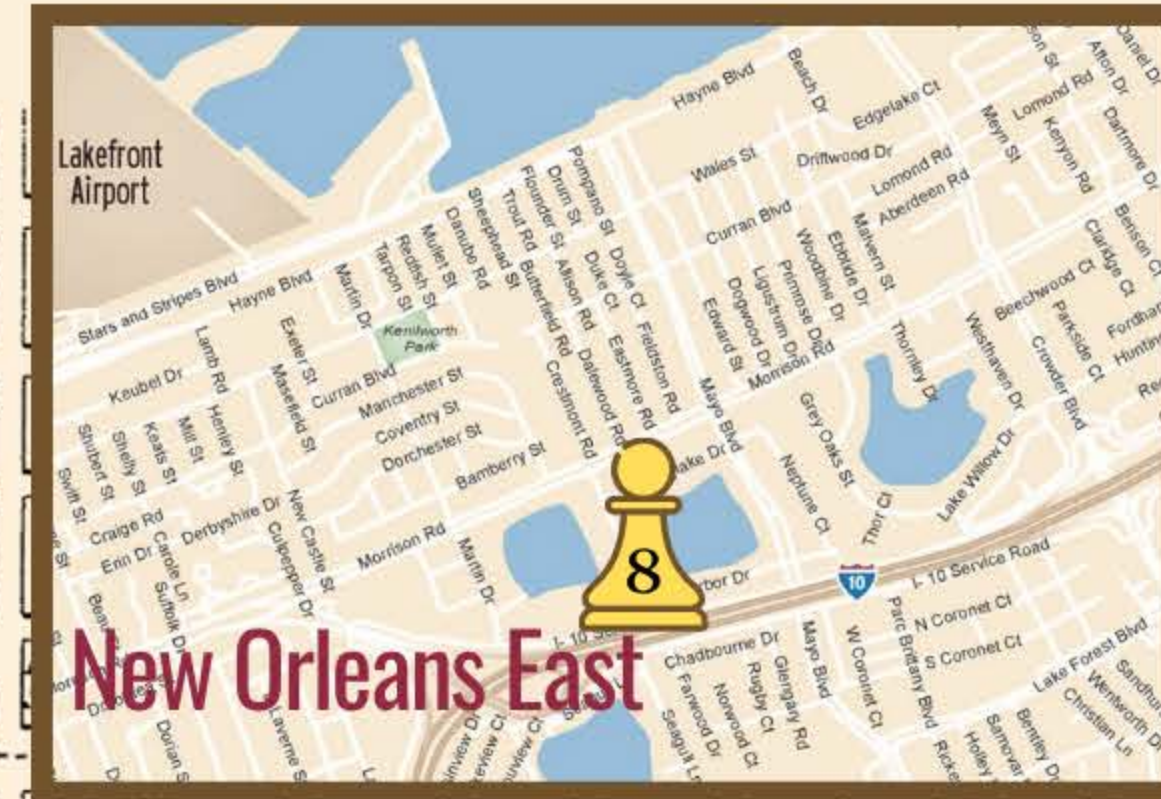 Lakefront
Airport
Stars and Stripes Blvd
Hayne Blvd
Hayne Blvd
Beach Dr
Edgelake Ct
Afton Dr
Daniel Dr
Lomond Rd
Meyn St
Kenyon Rd
Dartmore Dr
Driftwood Dr
Wales St
Lomond Rd
Aberdeen Rd
Curran Blvd
Pompano St
Drum St
Flounder St
Trout Rd
Sheephead St
Danube Rd
Mullet St
Redfish St
Tarpon St
Martin Dr
Kenilworth
Park
Doyle Ct
Duke Ct
Allison Rd
Butterfield Rd
Malvern St
Ebbtide Dr
Woodbine Dr
Primrose Dr
Ligustrum Dr
Dogwood Dr
Edward St
Benson Ct
Claridge Ct
Beechwood Ct
Parkside Ct
Crowder Blvd
Westhaven Dr
Thornley Dr
Lamb Rd
Exeter St
Masefield St
Keubel Dr
Curran Blvd
Manchester St
Coventry St
Dorchester St
Bamberry St
Crestmont Rd
Dalewood Rd
Eastmore Rd
Fieldston Rd
Mayo Blvd
Morrison Rd
Grey Oaks St
Neptune Ct
Thor Ct
Lake Willow Dr
Shubert St
Shelly St
Keats St
Mill St
Henley St
Swift St
Craige Rd
Erin Dr
Derbyshire Dr
Carole Ln
Suffolk Dr
New Castle St
Culpepper Dr
Morrison Rd
Martin Dr
8
10
I- 10 Service Road
N Coronet Ct
S Coronet Ct
Parc Brittany Blvd
W Coronet Ct
Mayo Blvd
Chadbourne Dr
Glengary Rd
Rugby Ct
Norwood Ct
Farwood Dr
Lake Forest Blvd
Wentworth Dr
Christian Ln
Bentley Dr
New Orleans East
Laverne St